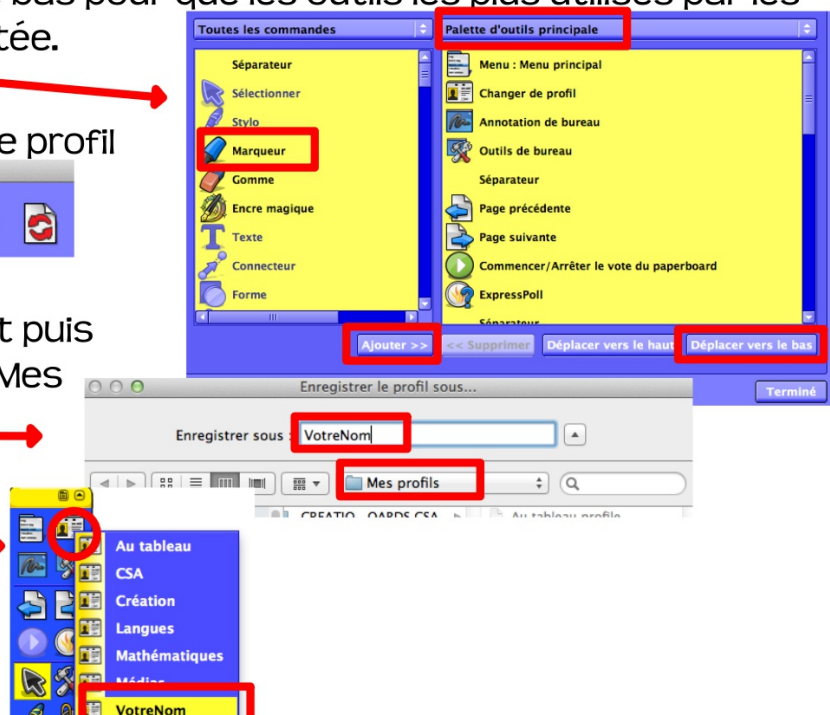 bas pour que les outils les plus utilisés par les
tée.
e profil
t puis
Mes
Toutes les commandes
Séparateur
Sélectionner
Stylo
Marqueur
Gomme
Encre magique
Texte
Connecteur
Forme
Palette d'outils principale
Menu : Menu principal
Changer de profil
Annotation de bureau
Outils de bureau
Séparateur
Page précédente
Page suivante
Commencer/Arrêter le vote du paperboard
ExpressPoll
Séparateur
Ajouter >>
<< Supprimer
Déplacer vers le haut
Déplacer vers le bas
Terminé
Enregistrer le profil sous...
Enregistrer sous : VotreNom
Mes profils
Au tableau
CSA
Création
Langues
Mathématiques
Médias
VotreNom